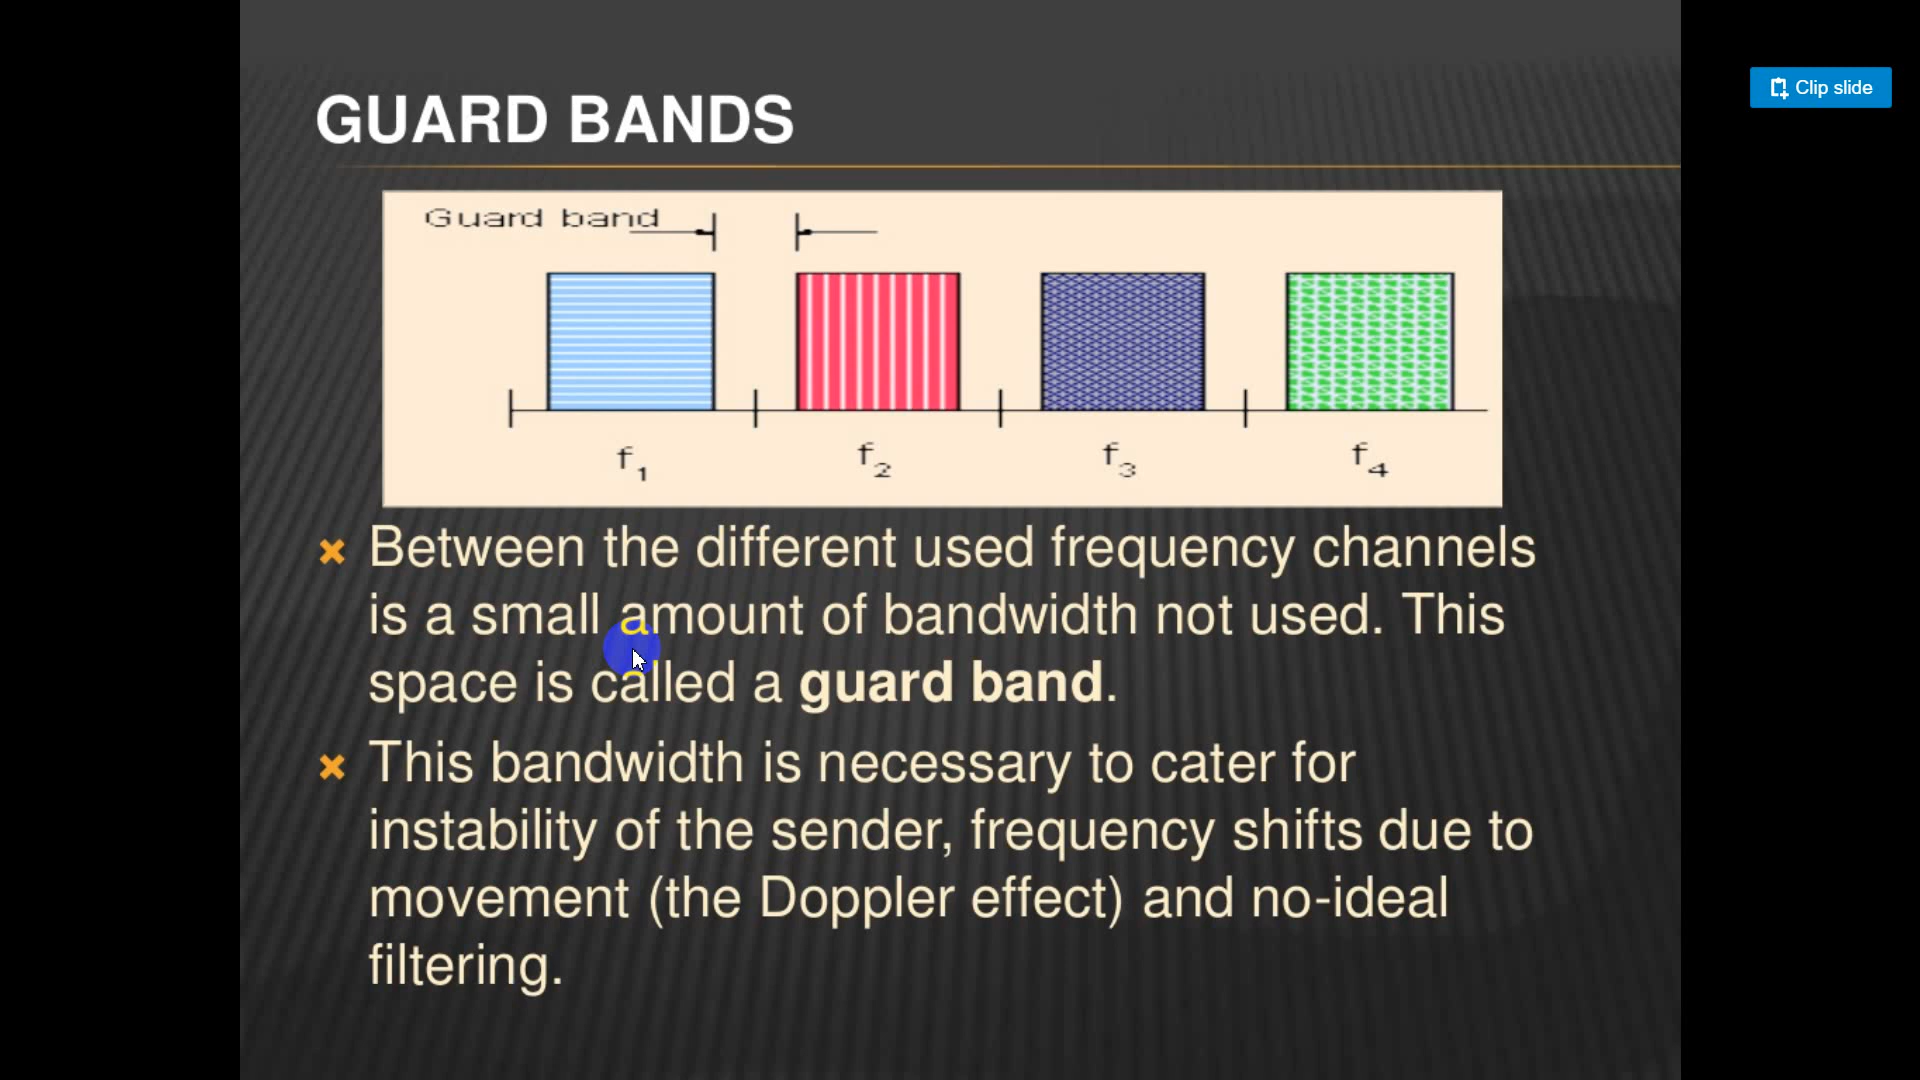 GUARD BANDS
Clip slide
Guard band
f1 f2 f3 f4
Between the different used frequency channels
is a small amount of bandwidth not used. This
space is called a guard band.
This bandwidth is necessary to cater for
instability of the sender, frequency shifts due to
movement (the Doppler effect) and no-ideal
filtering.